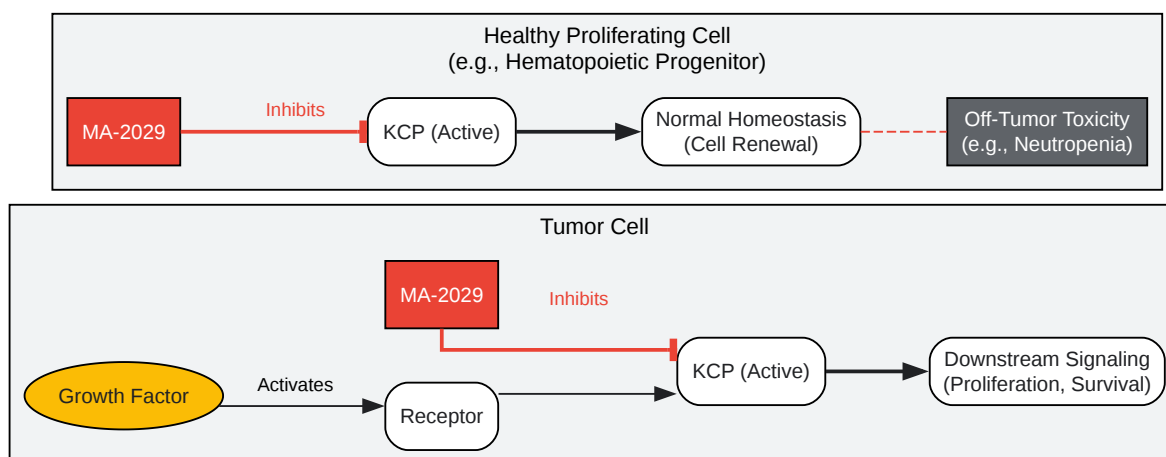 Healthy Proliferating Cell
(e.g., Hematopoietic Progenitor)
MA-2029
Inhibits
KCP (Active)
Normal Homeostasis
(Cell Renewal)
Off-Tumor Toxicity
(e.g., Neutropenia)
Tumor Cell
MA-2029
Inhibits
Growth Factor
Activates
Receptor
KCP (Active)
Downstream Signaling
(Proliferation, Survival)